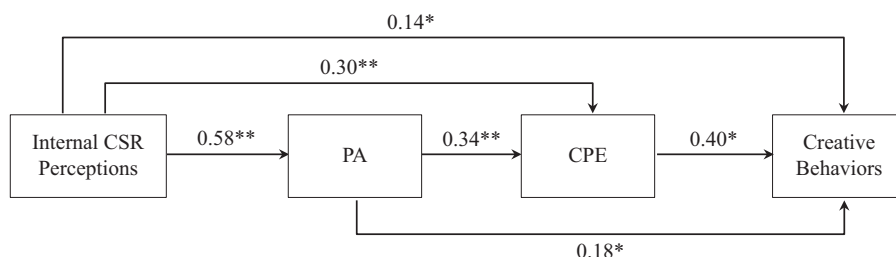 0.14*
0.30**
Internal CSR
Perceptions
0.58**
PA
0.34**
CPE
0.40*
Creative
Behaviors
0.18*